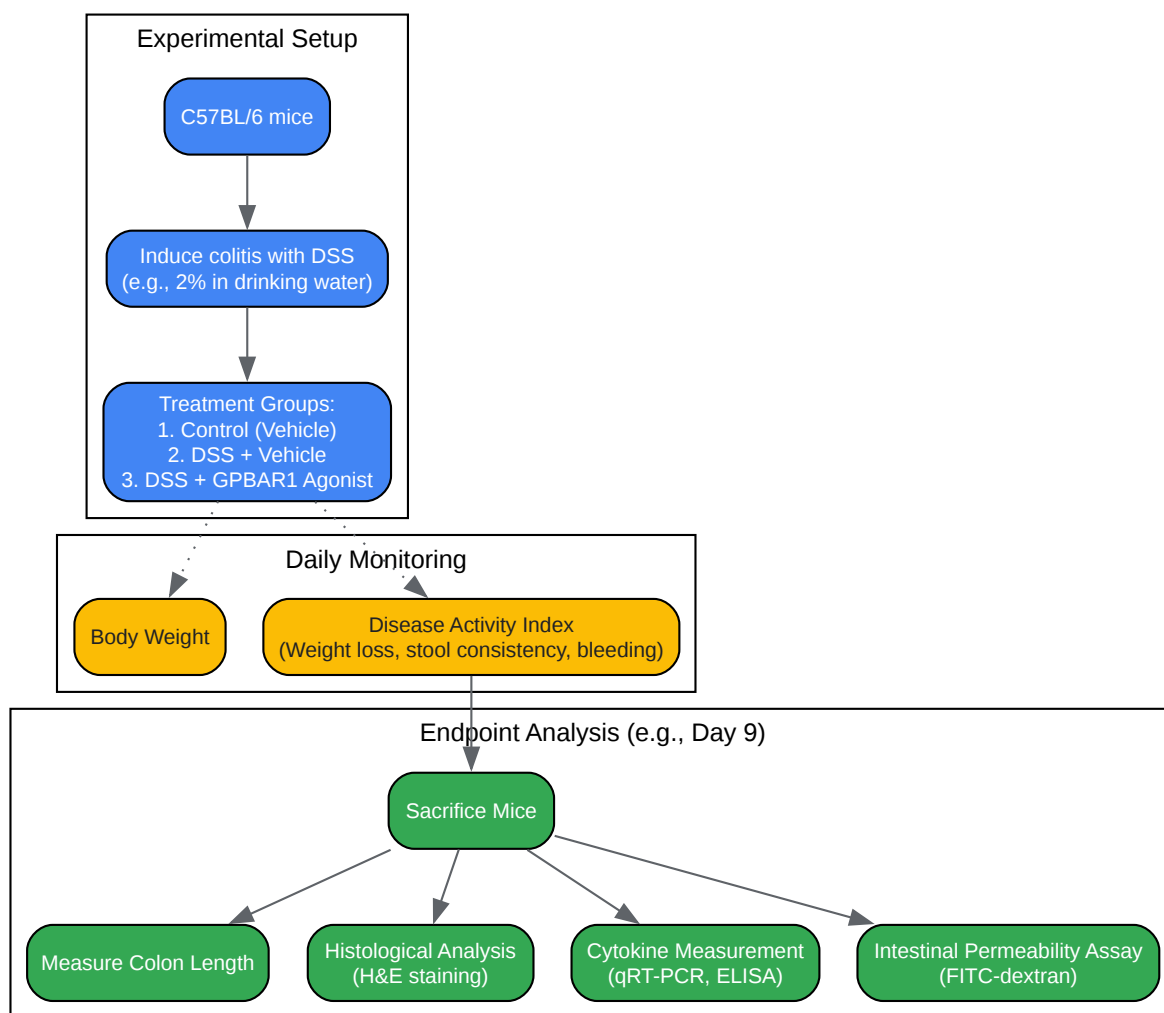 Experimental Setup
C57BL/6 mice
Induce colitis with DSS
(e.g., 2% in drinking water)
Treatment Groups:
1. Control (Vehicle)
2. DSS + Vehicle
3. DSS + GPBAR1 Agonist
Daily Monitoring
Body Weight
Disease Activity Index
(Weight loss, stool consistency, bleeding)
Endpoint Analysis (e.g., Day 9)
Sacrifice Mice
Measure Colon Length
Histological Analysis
(H&E staining)
Cytokine Measurement
(qRT-PCR, ELISA)
Intestinal Permeability Assay
(FITC-dextran)